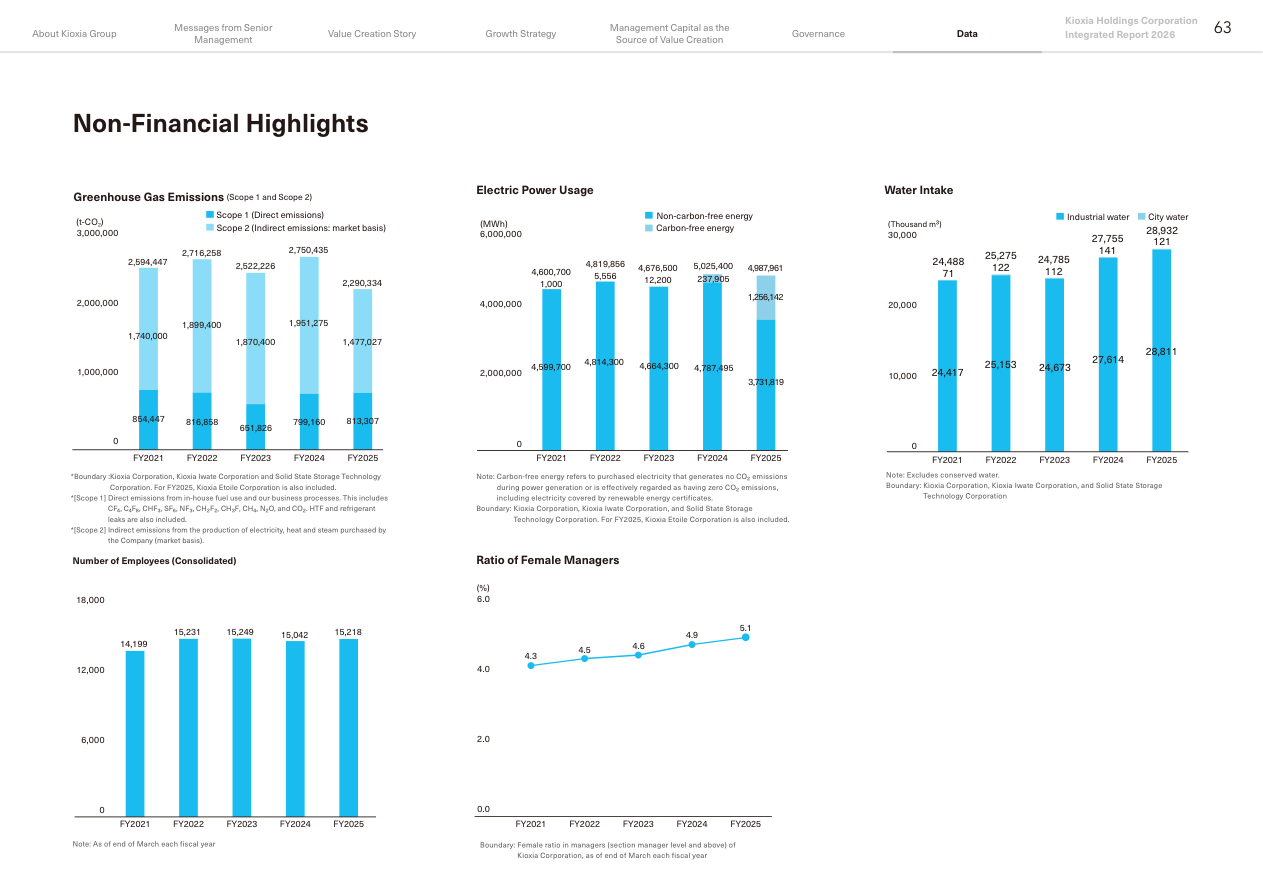 About Kioxia Group
Messages from Senior
Management
Value Creation Story
Growth Strategy
Management Capital as the
Source of Value Creation
Governance
Data
Kioxia Holdings Corporation
Integrated Report 2026
63
Non-Financial Highlights
Greenhouse Gas Emissions (Scope 1 and Scope 2)
(t-CO₂)
Scope 1 (Direct emissions)
Scope 2 (Indirect emissions: market basis)
3,000,000
2,000,000
1,000,000
0
2,594,447
2,716,258
2,522,226
2,750,435
2,290,334
1,740,000
1,899,400
1,870,400
1,951,275
1,477,027
854,447
816,858
651,826
799,160
813,307
FY2021
FY2022
FY2023
FY2024
FY2025
*Boundary :Kioxia Corporation, Kioxia Iwate Corporation and Solid State Storage Technology
Corporation. For FY2025, Kioxia Etoile Corporation is also included.
*[Scope 1] Direct emissions from in-house fuel use and our business processes. This includes
CF₄, C₄F₈, CHF₃, SF₆, NF₃, CH₂F₂, CH₃F, CH₄, N₂O, and CO₂. HTF and refrigerant
leaks are also included.
*[Scope 2] Indirect emissions from the production of electricity, heat and steam purchased by
the Company (market basis).
Electric Power Usage
(MWh)
Non-carbon-free energy
Carbon-free energy
6,000,000
4,000,000
2,000,000
0
4,600,700
4,819,856
4,676,500
5,025,400
4,987,961
1,000
5,556
12,200
237,905
1,256,142
4,599,700
4,814,300
4,664,300
4,787,495
3,731,819
FY2021
FY2022
FY2023
FY2024
FY2025
Note: Carbon-free energy refers to purchased electricity that generates no CO₂ emissions
during power generation or is effectively regarded as having zero CO₂ emissions,
including electricity covered by renewable energy certificates.
Boundary: Kioxia Corporation, Kioxia Iwate Corporation, and Solid State Storage
Technology Corporation. For FY2025, Kioxia Etoile Corporation is also included.
Water Intake
(Thousand m³)
Industrial water
City water
30,000
20,000
10,000
0
24,488
71
25,275
122
24,785
112
27,755
141
28,932
121
24,417
25,153
24,673
27,614
28,811
FY2021
FY2022
FY2023
FY2024
FY2025
Note: Excludes conserved water.
Boundary: Kioxia Corporation, Kioxia Iwate Corporation, and Solid State Storage
Technology Corporation
Number of Employees (Consolidated)
18,000
12,000
6,000
0
14,199
15,231
15,249
15,042
15,218
FY2021
FY2022
FY2023
FY2024
FY2025
Note: As of end of March each fiscal year
Ratio of Female Managers
(%)
6.0
4.0
2.0
0.0
4.3
4.5
4.6
4.9
5.1
FY2021
FY2022
FY2023
FY2024
FY2025
Boundary: Female ratio in managers (section manager level and above) of
Kioxia Corporation, as of end of March each fiscal year